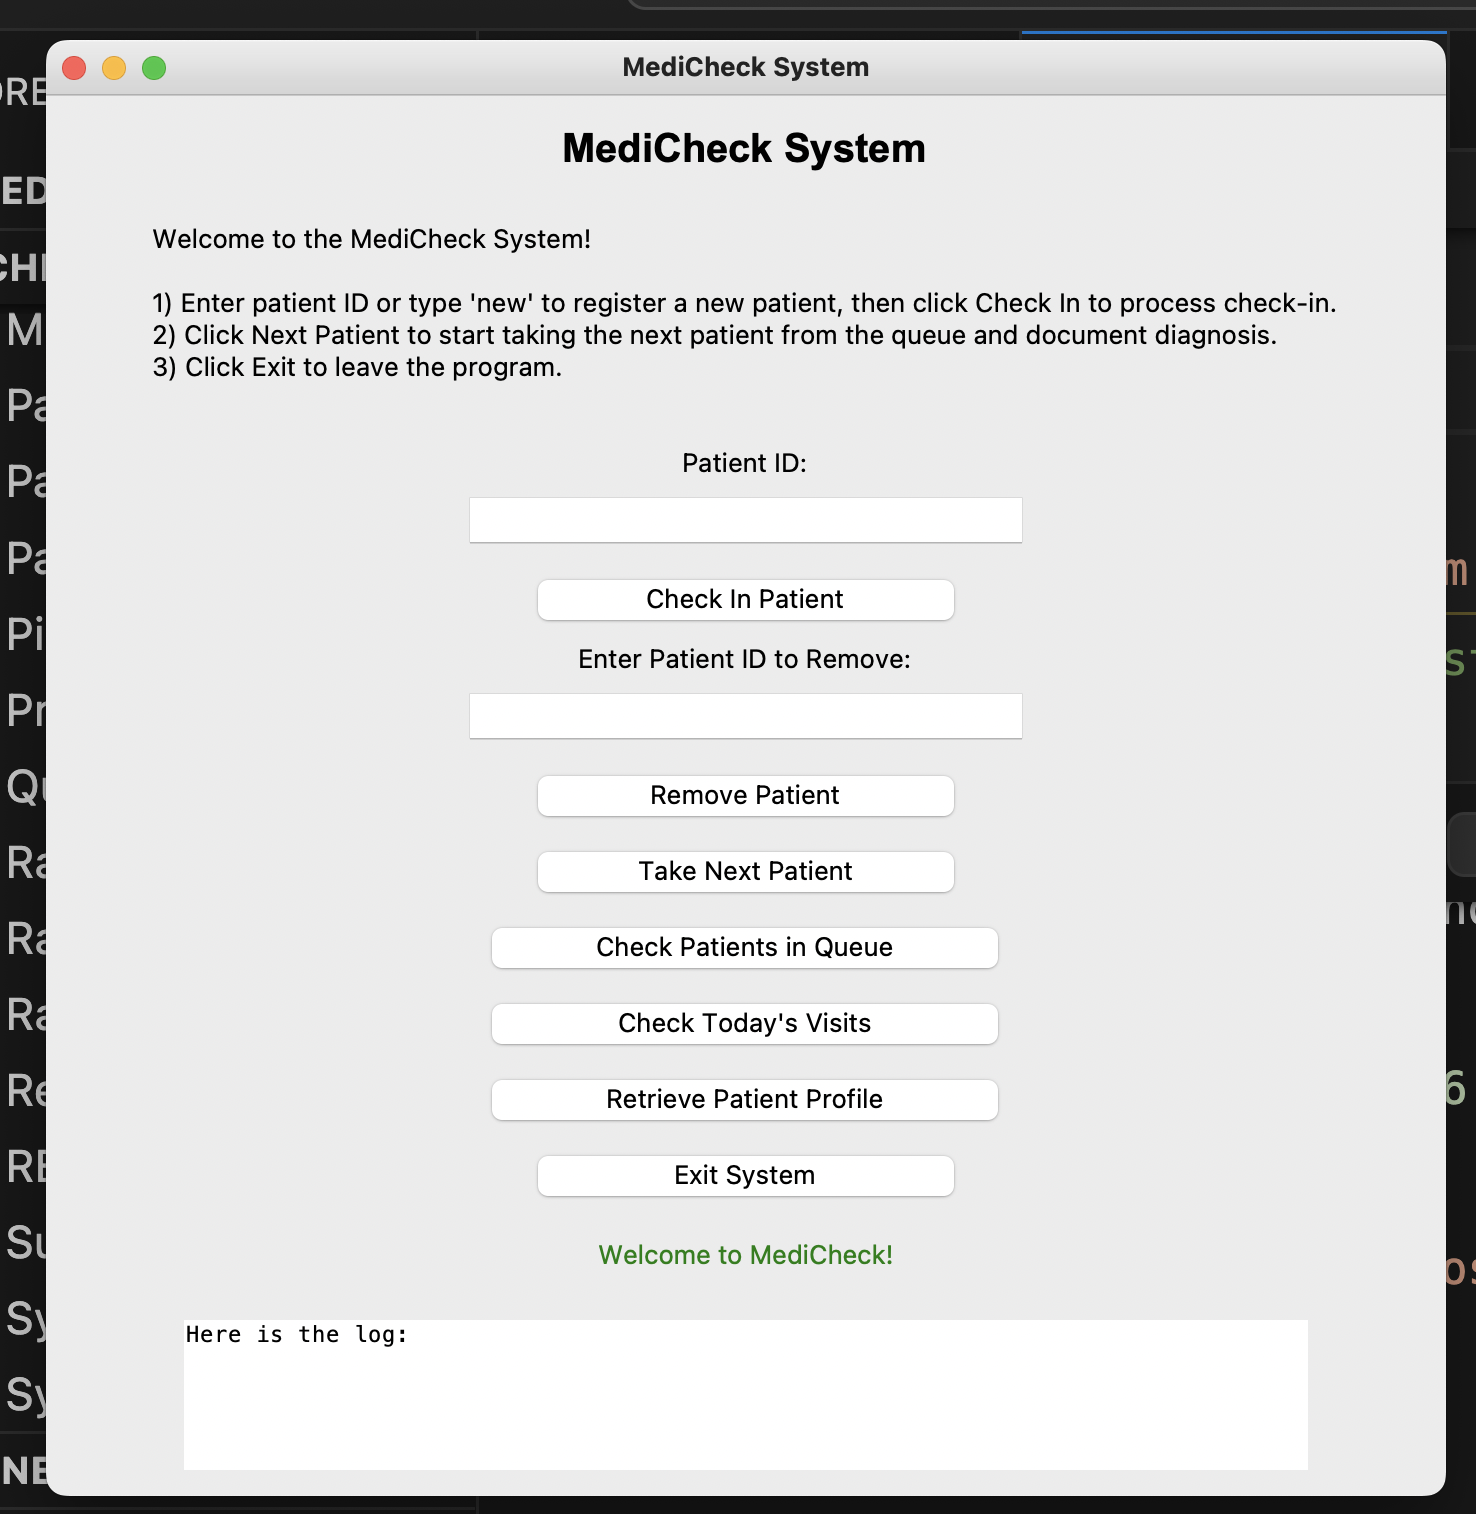 MediCheck System
MediCheck System
Welcome to the MediCheck System!
1) Enter patient ID or type 'new' to register a new patient, then click Check In to process check-in.
2) Click Next Patient to start taking the next patient from the queue and document diagnosis.
3) Click Exit to leave the program.
Patient ID:
Check In Patient
Enter Patient ID to Remove:
Remove Patient
Take Next Patient
Check Patients in Queue
Check Today's Visits
Retrieve Patient Profile
Exit System
Welcome to MediCheck!
Here is the log: